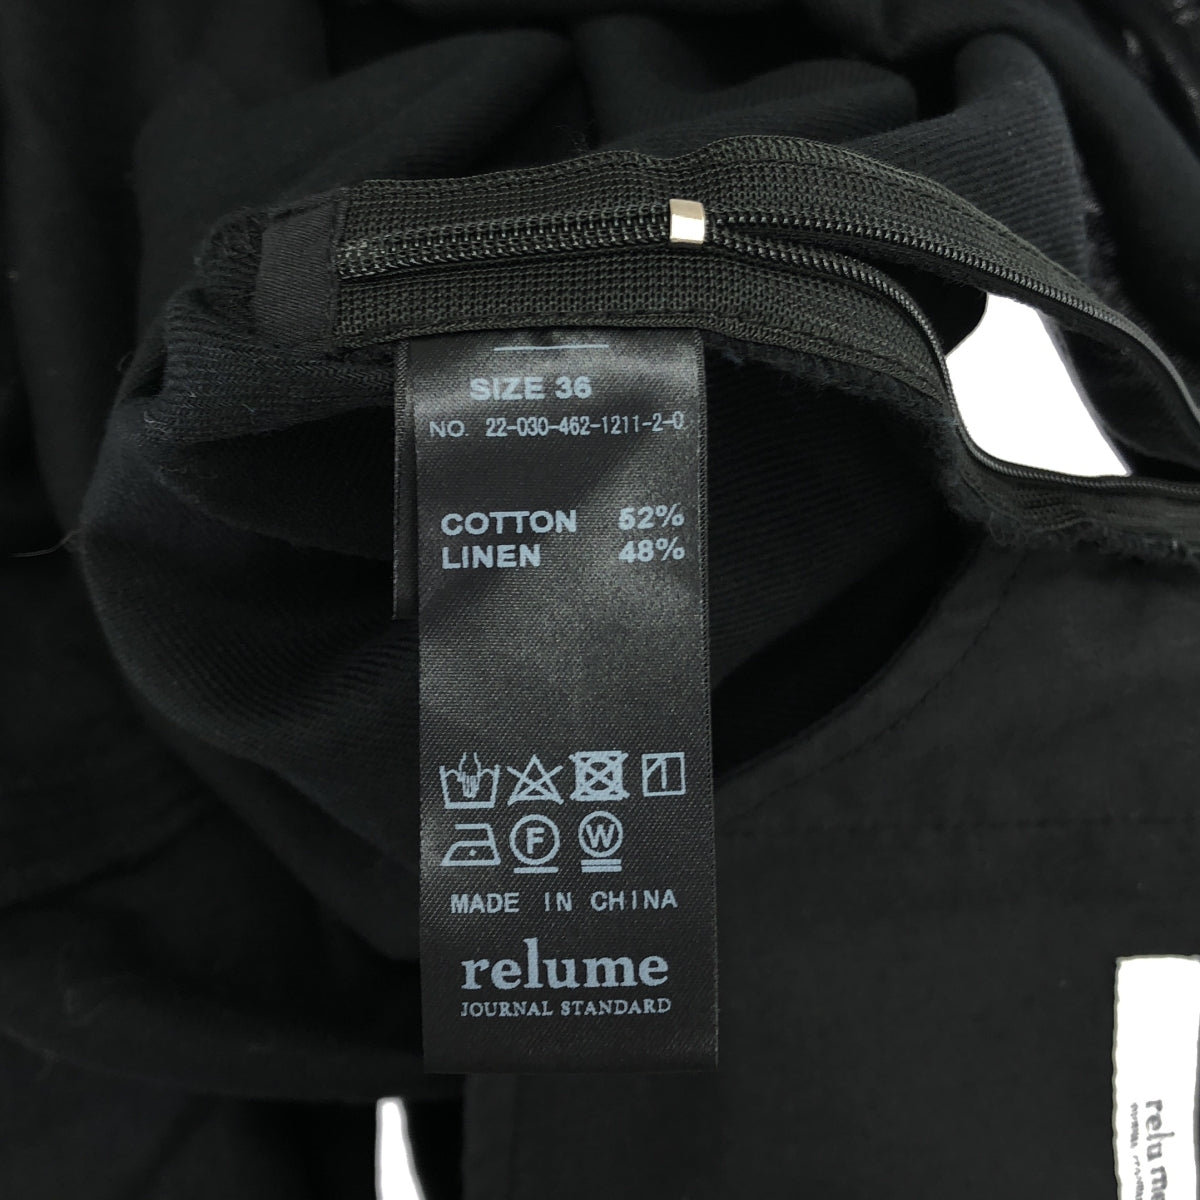 SIZE 36
NO. 22-030-462-1211-2-0
COTTON 52%
LINEN 48%
F W
MADE IN CHINA
relume
JOURNAL STANDARD
relum